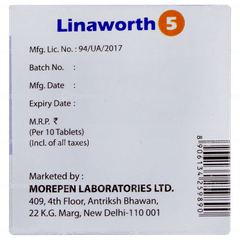 Linaworth 5
Mfg. Lic. No. : 94/UA/2017
Batch No. :
Mfg. Date :
Expiry Date :
M.R.P. ₹ :
(Per 10 Tablets)
(Incl. of all taxes)
Marketed by :
MOREPEN LABORATORIES LTD.
409, 4th Floor, Antriksh Bhawan,
22 K.G. Marg, New Delhi-110 001